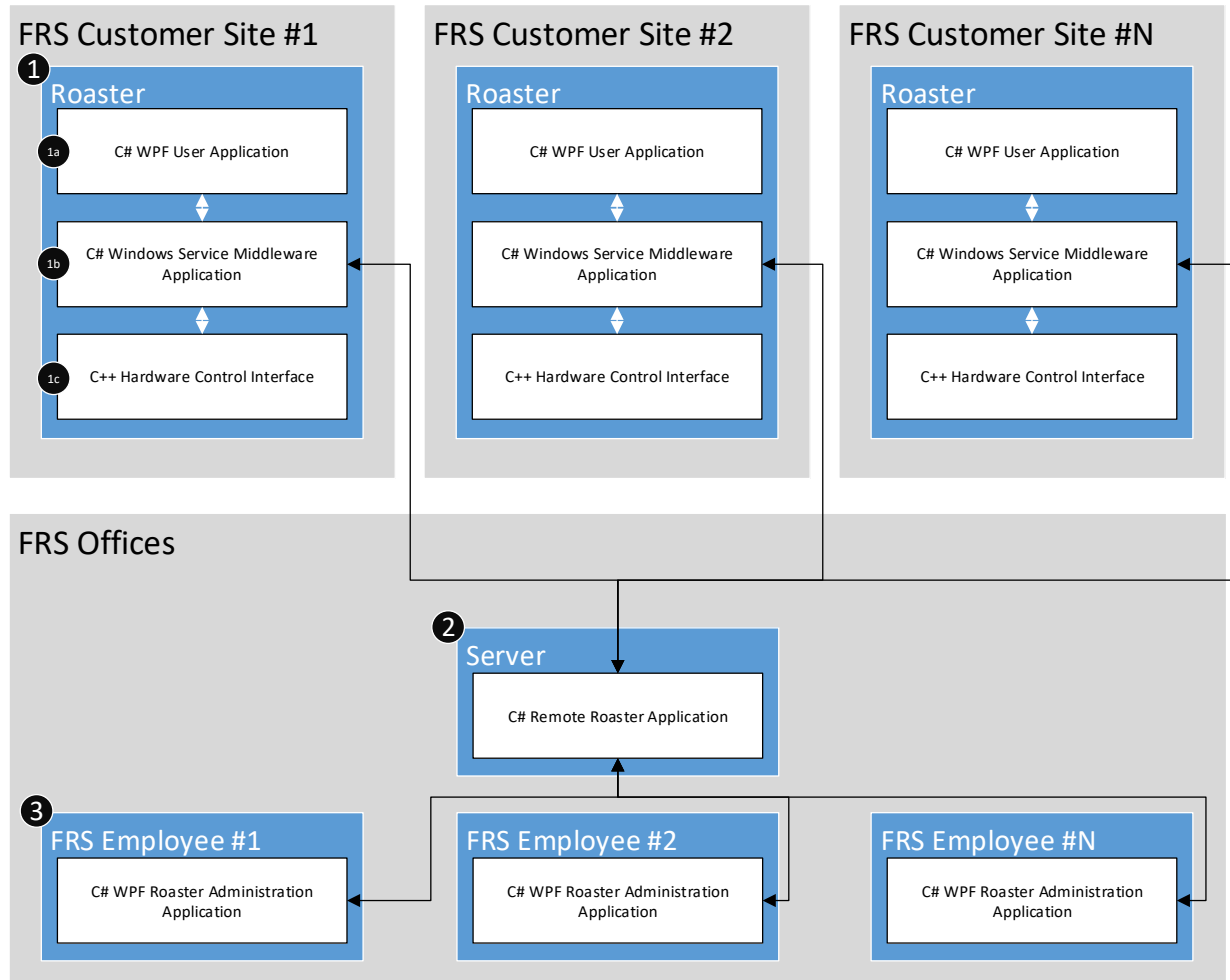 FRS Customer Site #1
FRS Customer Site #2
FRS Customer Site #N
1
Roaster
Roaster
Roaster
1a
C# WPF User Application
C# WPF User Application
C# WPF User Application
1b
C# Windows Service Middleware
Application
C# Windows Service Middleware
Application
C# Windows Service Middleware
Application
1c
C++ Hardware Control Interface
C++ Hardware Control Interface
C++ Hardware Control Interface
FRS Offices
2
Server
C# Remote Roaster Application
3
FRS Employee #1
FRS Employee #2
FRS Employee #N
C# WPF Roaster Administration
Application
C# WPF Roaster Administration
Application
C# WPF Roaster Administration
Application